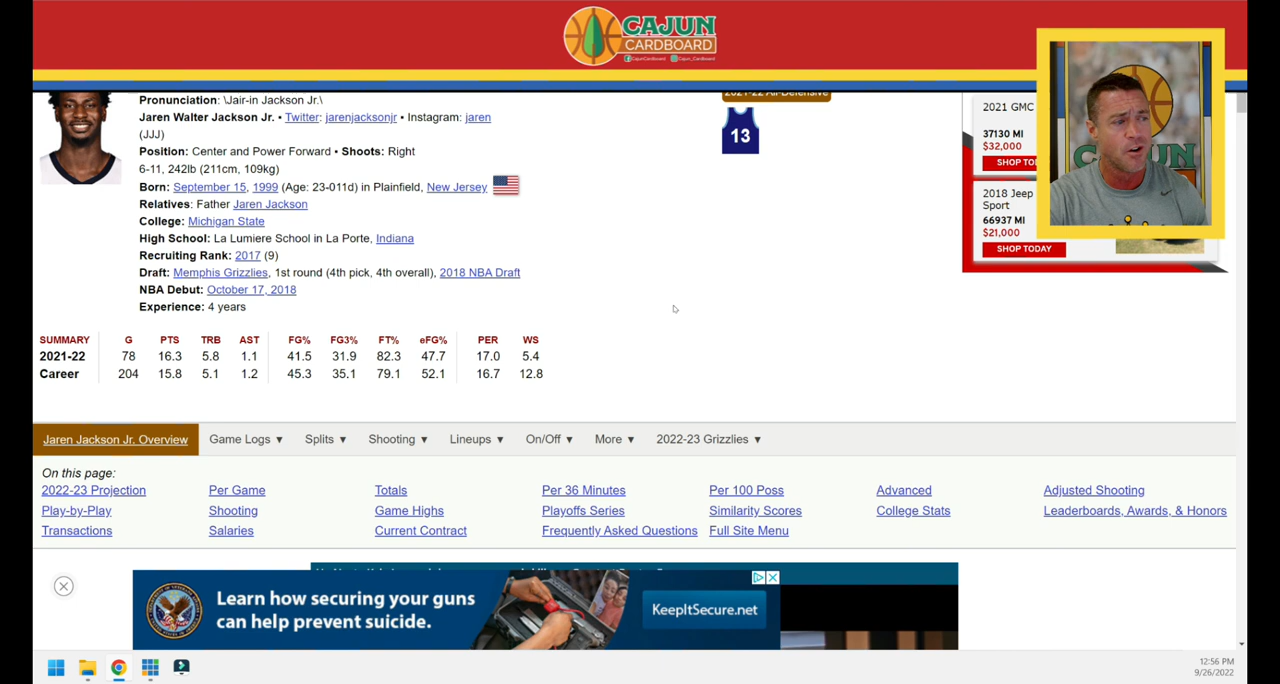 CAJUN
CARDBOARD
CajunCardboard Cajun_Cardboard
Pronunciation: \Jair-in Jackson Jr.\
Jaren Walter Jackson Jr. • Twitter: jarenjacksonjr • Instagram: jaren
(JJJ)
Position: Center and Power Forward • Shoots: Right
6-11, 242lb (211cm, 109kg)
Born: September 15, 1999 (Age: 23-011d) in Plainfield, New Jersey
Relatives: Father Jaren Jackson
College: Michigan State
High School: La Lumiere School in La Porte, Indiana
Recruiting Rank: 2017 (9)
Draft: Memphis Grizzlies, 1st round (4th pick, 4th overall), 2018 NBA Draft
NBA Debut: October 17, 2018
Experience: 4 years
2021-22 All-Defensive
13
2021 GMC
37130 MI
$32,000
SHOP TO
2018 Jeep
Sport
66937 MI
$21,000
SHOP TODAY
SUMMARY G PTS TRB AST FG% FG3% FT% eFG% PER WS
2021-22 78 16.3 5.8 1.1 41.5 31.9 82.3 47.7 17.0 5.4
Career 204 15.8 5.1 1.2 45.3 35.1 79.1 52.1 16.7 12.8
Jaren Jackson Jr. Overview Game Logs ▼ Splits ▼ Shooting ▼ Lineups ▼ On/Off ▼ More ▼ 2022-23 Grizzlies ▼
On this page:
2022-23 Projection Per Game Totals Per 36 Minutes Per 100 Poss Advanced Adjusted Shooting
Play-by-Play Shooting Game Highs Playoffs Series Similarity Scores College Stats Leaderboards, Awards, & Honors
Transactions Salaries Current Contract Frequently Asked Questions Full Site Menu
Learn how securing your guns
can help prevent suicide.
KeepItSecure.net
12:56 PM
9/26/2022